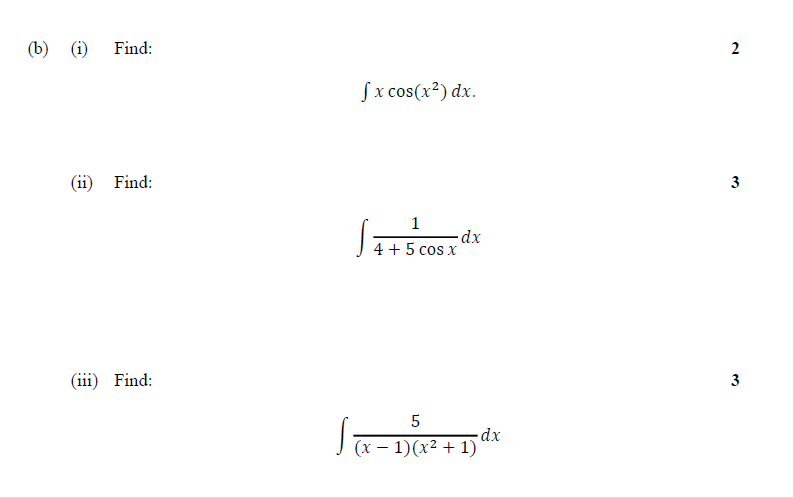 (b) (i) Find: 2
∫ x cos(x²) dx.
(ii) Find: 3
∫ 1/(4 + 5 cos x) dx
(iii) Find: 3
∫ 5/((x − 1)(x² + 1)) dx